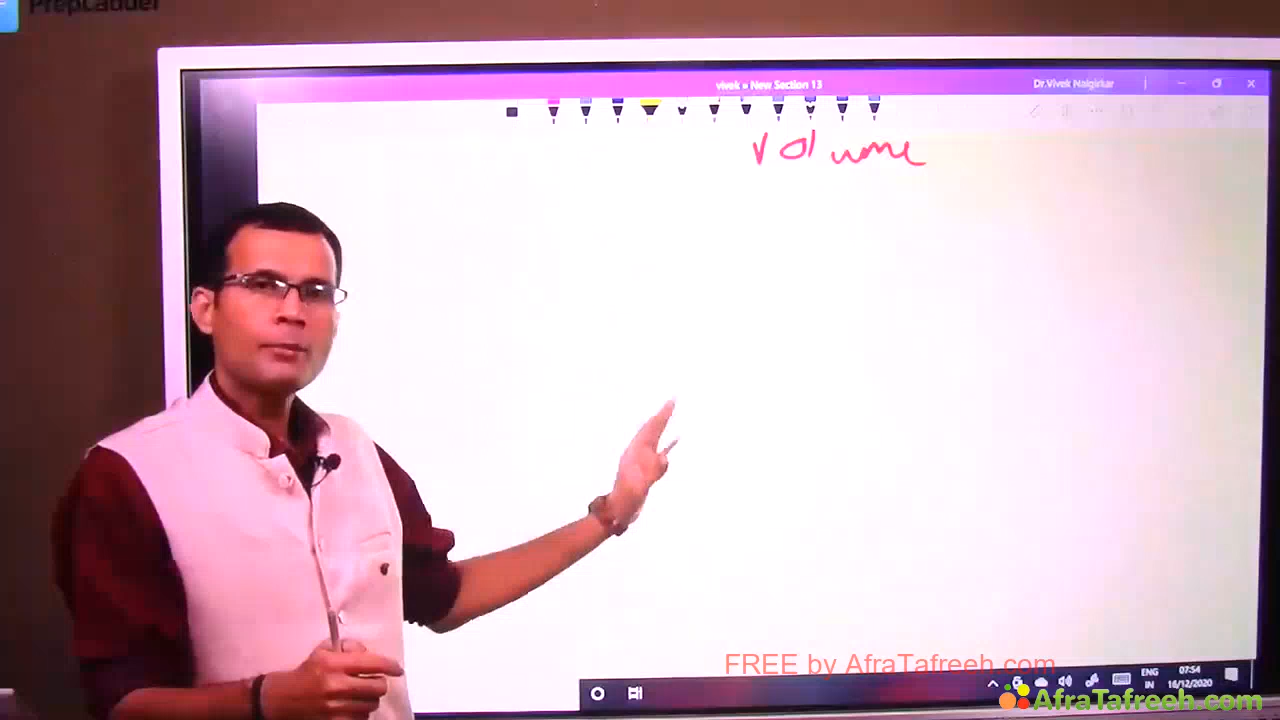 PrepLadder
vivek » New Section 13
Dr.Vivek Nalgirkar
Volume
FREE by AfraTafreeh.com
ENG
07:54
IN
16/12/2020
AfraTafreeh.com